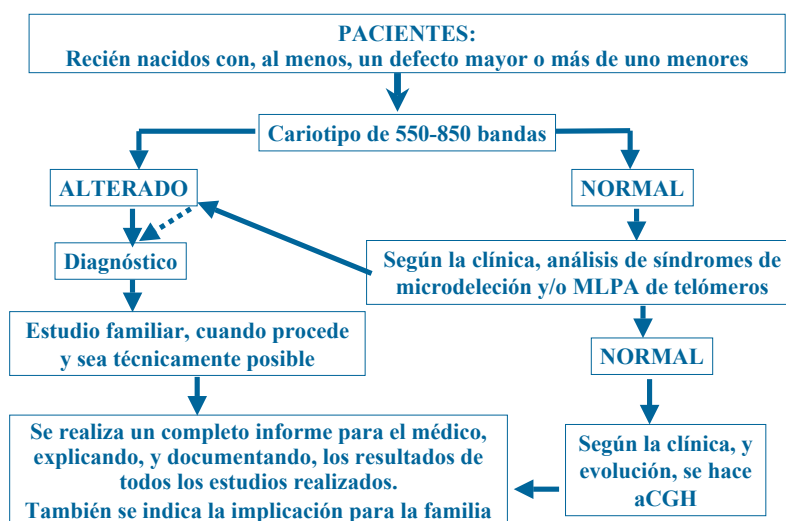 PACIENTES:
Recién nacidos con, al menos, un defecto mayor o más de uno menores
Cariotipo de 550-850 bandas
ALTERADO
NORMAL
Diagnóstico
Según la clínica, análisis de síndromes de
microdeleción y/o MLPA de telómeros
Estudio familiar, cuando procede
y sea técnicamente posible
NORMAL
Se realiza un completo informe para el médico,
explicando, y documentando, los resultados de
todos los estudios realizados.
También se indica la implicación para la familia
Según la clínica, y
evolución, se hace
aCGH